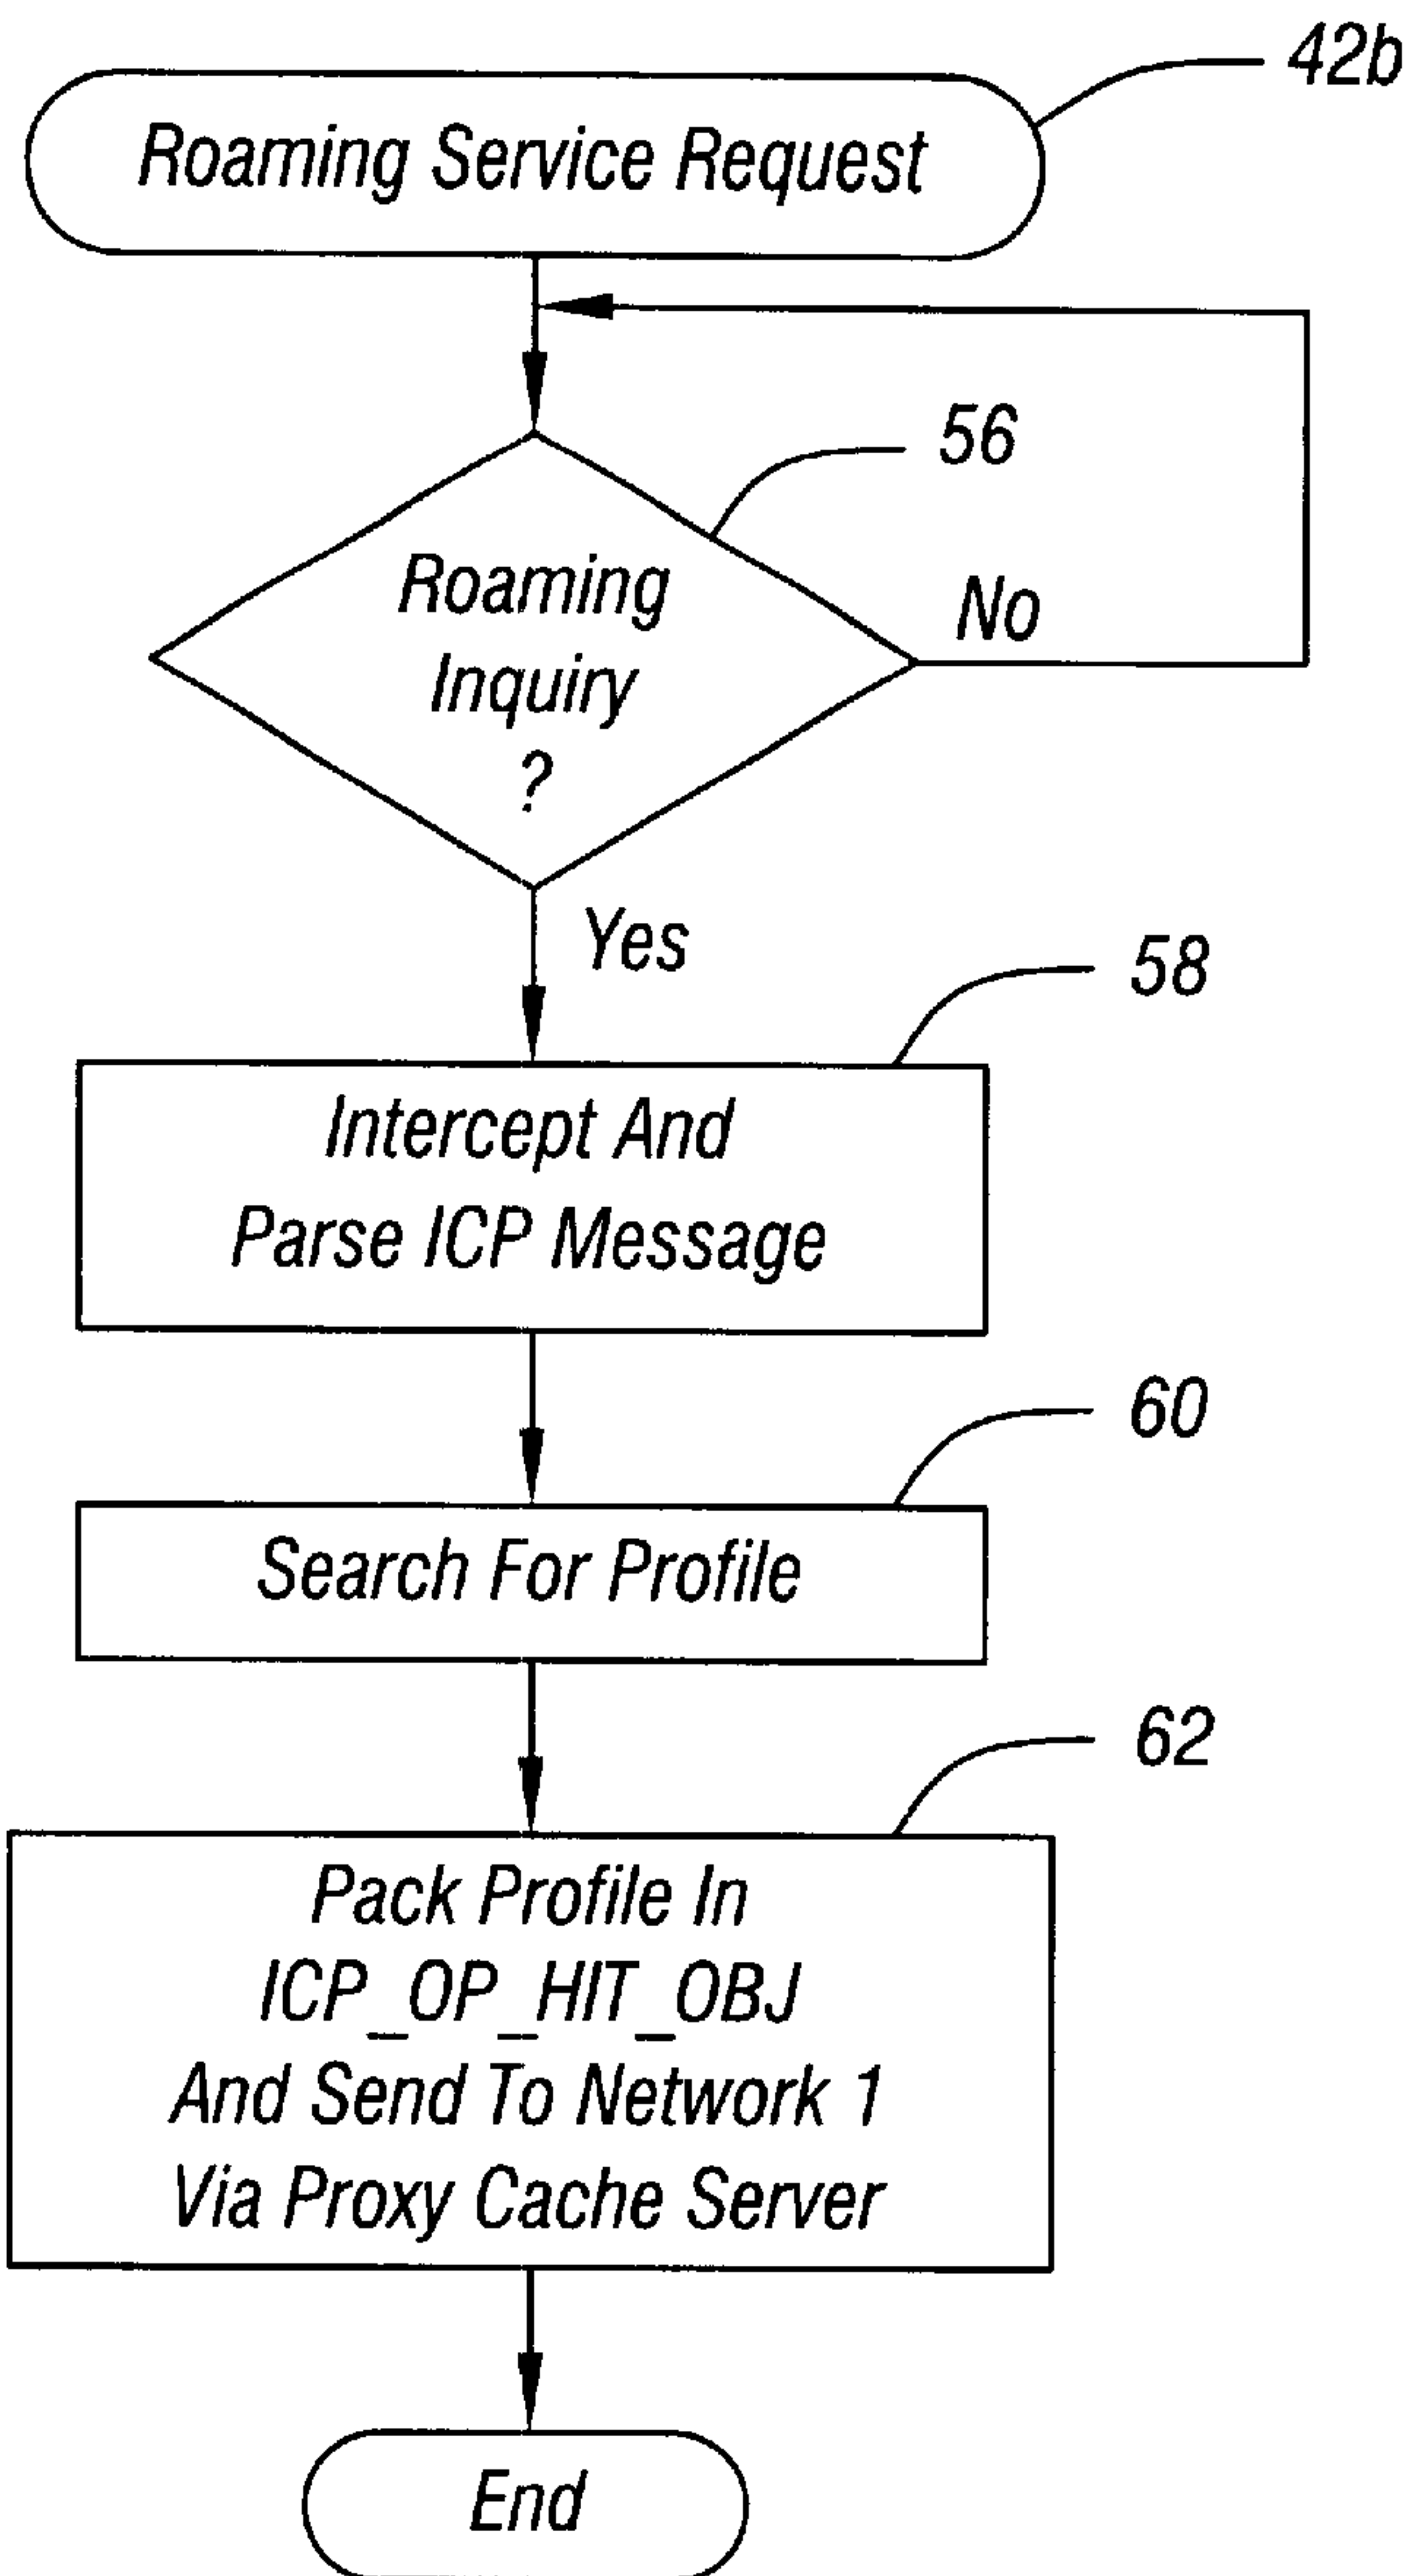 42b
Roaming Service Request
56
Roaming
Inquiry
?
No
Yes
58
Intercept And
Parse ICP Message
60
Search For Profile
62
Pack Profile In
ICP_OP_HIT_OBJ
And Send To Network 1
Via Proxy Cache Server
End